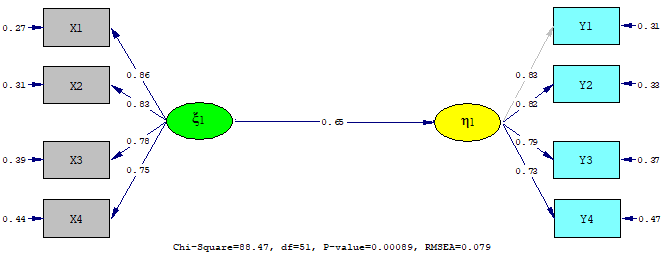 0.27
X1
0.86
0.31
X2
0.83
0.39
X3
0.78
0.44
X4
0.75
ξ1
0.65
η1
0.83
Y1
0.31
0.82
Y2
0.33
0.79
Y3
0.37
0.73
Y4
0.47
Chi-Square=88.47, df=51, P-value=0.00089, RMSEA=0.079